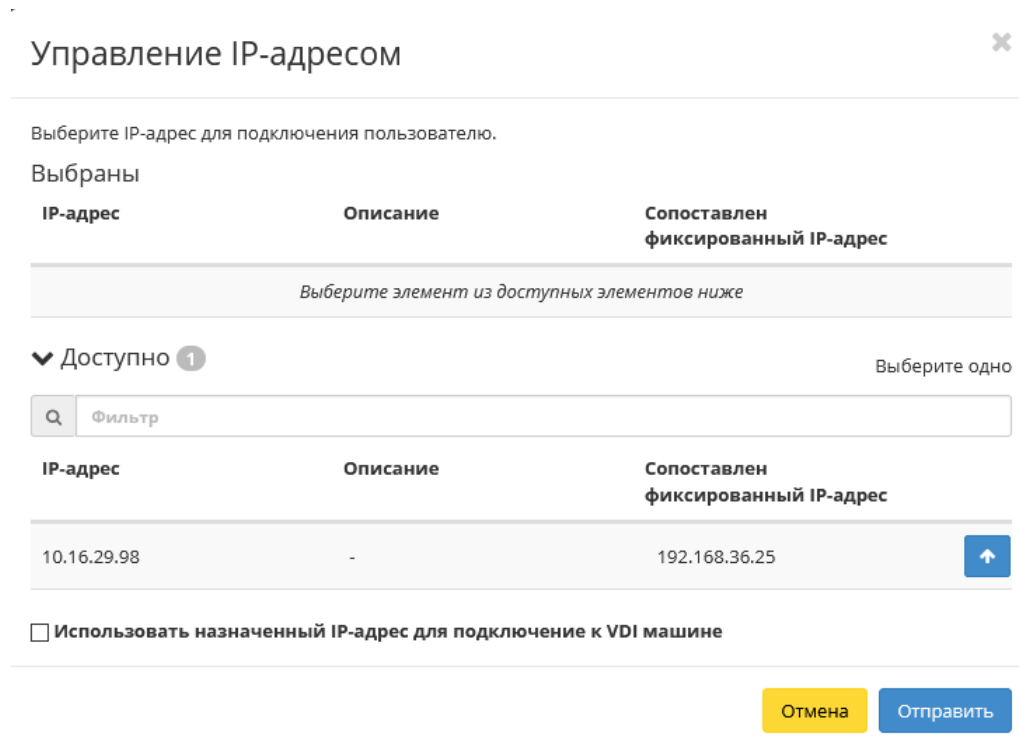 Управление IP-адресом
Выберите IP-адрес для подключения пользователю.
Выбраны
IP-адрес Описание Сопоставлен фиксированный IP-адрес
Выберите элемент из доступных элементов ниже
Доступно 1
Выберите одно
Фильтр
IP-адрес Описание Сопоставлен фиксированный IP-адрес
10.16.29.98 - 192.168.36.25
Использовать назначенный IP-адрес для подключение к VDI машине
Отмена Отправить